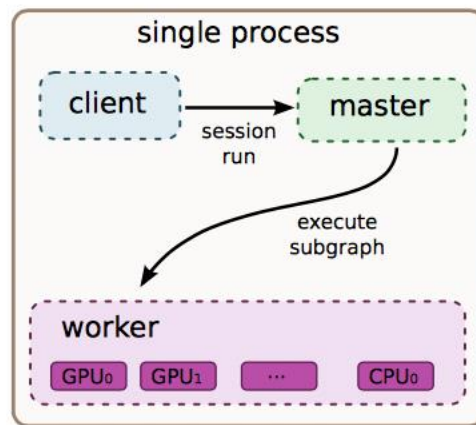 single process
client
master
session
run
execute
subgraph
worker
GPU₀ GPU₁ ... CPU₀